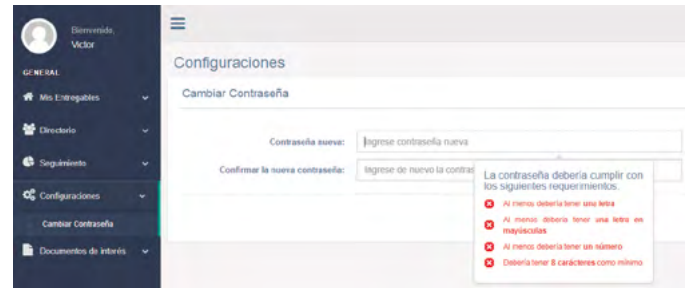 Bienvenido,
Victor
GENERAL
Mis Entregables
Directorio
Seguimiento
Configuraciones
Cambiar Contraseña
Documentos de interés
Configuraciones
Cambiar Contraseña
Contraseña nueva:
Ingrese contraseña nueva
Confirmar la nueva contraseña:
Ingrese de nuevo la contras
La contraseña debería cumplir con
los siguientes requerimientos:
Al menos debería tener una letra
Al menos debería tener una letra en
mayúsculas
Al menos debería tener un número
Debería tener 8 carácteres como mínimo